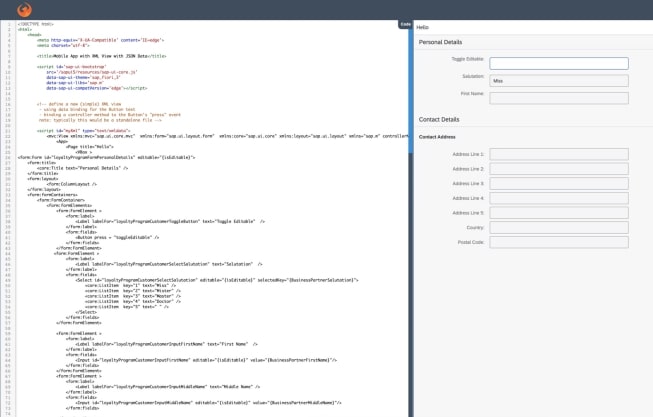 <!DOCTYPE html>
<html>
<head>
<meta http-equiv="X-UA-Compatible" content="IE=edge">
<meta charset="utf-8">
<title>Mobile App with XML View with JSON Data</title>
<script id="sap-ui-bootstrap"
src="/sapui5/resources/sap-ui-core.js"
data-sap-ui-theme="sap_fiori_3"
data-sap-ui-libs="sap.m"
data-sap-ui-compatVersion="edge"></script>
<!-- define a new (simple) XML view
- using data binding for the Button text
- binding a controller method to the Button's "press" event
note: typically this would be a standalone file -->
<script id="myXml" type="text/xmldata">
<mvc:View xmlns:mvc="sap.ui.core.mvc" xmlns:form="sap.ui.layout.form" xmlns:core="sap.ui.core" xmlns:layout="sap.ui.layout" xmlns="sap.m"
<App>
<Page title="Hello">
<VBox >
<form:Form id="loyaltyProgramFormPersonalDetails" editable="{isEditable}">
<form:title>
<core:Title text="Personal Details" />
</form:title>
<form:layout>
<form:ColumnLayout />
</form:layout>
<form:formContainers>
<form:FormContainer>
<form:formElements>
<form:FormElement >
<form:label>
<Label labelFor="loyaltyProgramCustomerToggleButton" text="Toggle Editable" />
</form:label>
<form:fields>
<Button press = "toggleEditable" />
</form:fields>
</form:FormElement>
<form:FormElement >
<form:label>
<Label labelFor="loyaltyProgramCustomerSelectSalutation" text="Salutation" />
</form:label>
<form:fields>
<Select id="loyaltyProgramCustomerSelectSalutation" editable="{isEditable}" selectedKey="{BusinessPartnerSalutation}">
<core:ListItem key="1" text="Miss" />
<core:ListItem key="2" text="Mister" />
<core:ListItem key="3" text="Master" />
<core:ListItem key="4" text="Doctor" />
<core:ListItem key="5" text=" " />
</Select>
</form:fields>
</form:FormElement>
<form:FormElement >
<form:label>
<Label labelFor="loyaltyProgramCustomerInputFirstName" text="First Name" />
</form:label>
<form:fields>
<Input id="loyaltyProgramCustomerInputFirstName" editable="{isEditable}" value="{BusinessPartnerFirstName}"/>
</form:fields>
</form:FormElement>
<form:FormElement >
<form:label>
<Label labelFor="loyaltyProgramCustomerInputMiddleName" text="Middle Name" />
</form:label>
<form:fields>
<Input id="loyaltyProgramCustomerInputMiddleName" editable="{isEditable}" value="{BusinessPartnerMiddleName}"/>
</form:fields>
Code
Hello
Personal Details
Toggle Editable:
Salutation:
Miss
First Name:
Contact Details
Contact Address
Address Line 1:
Address Line 2:
Address Line 3:
Address Line 4:
Address Line 5:
Country:
Postal Code: